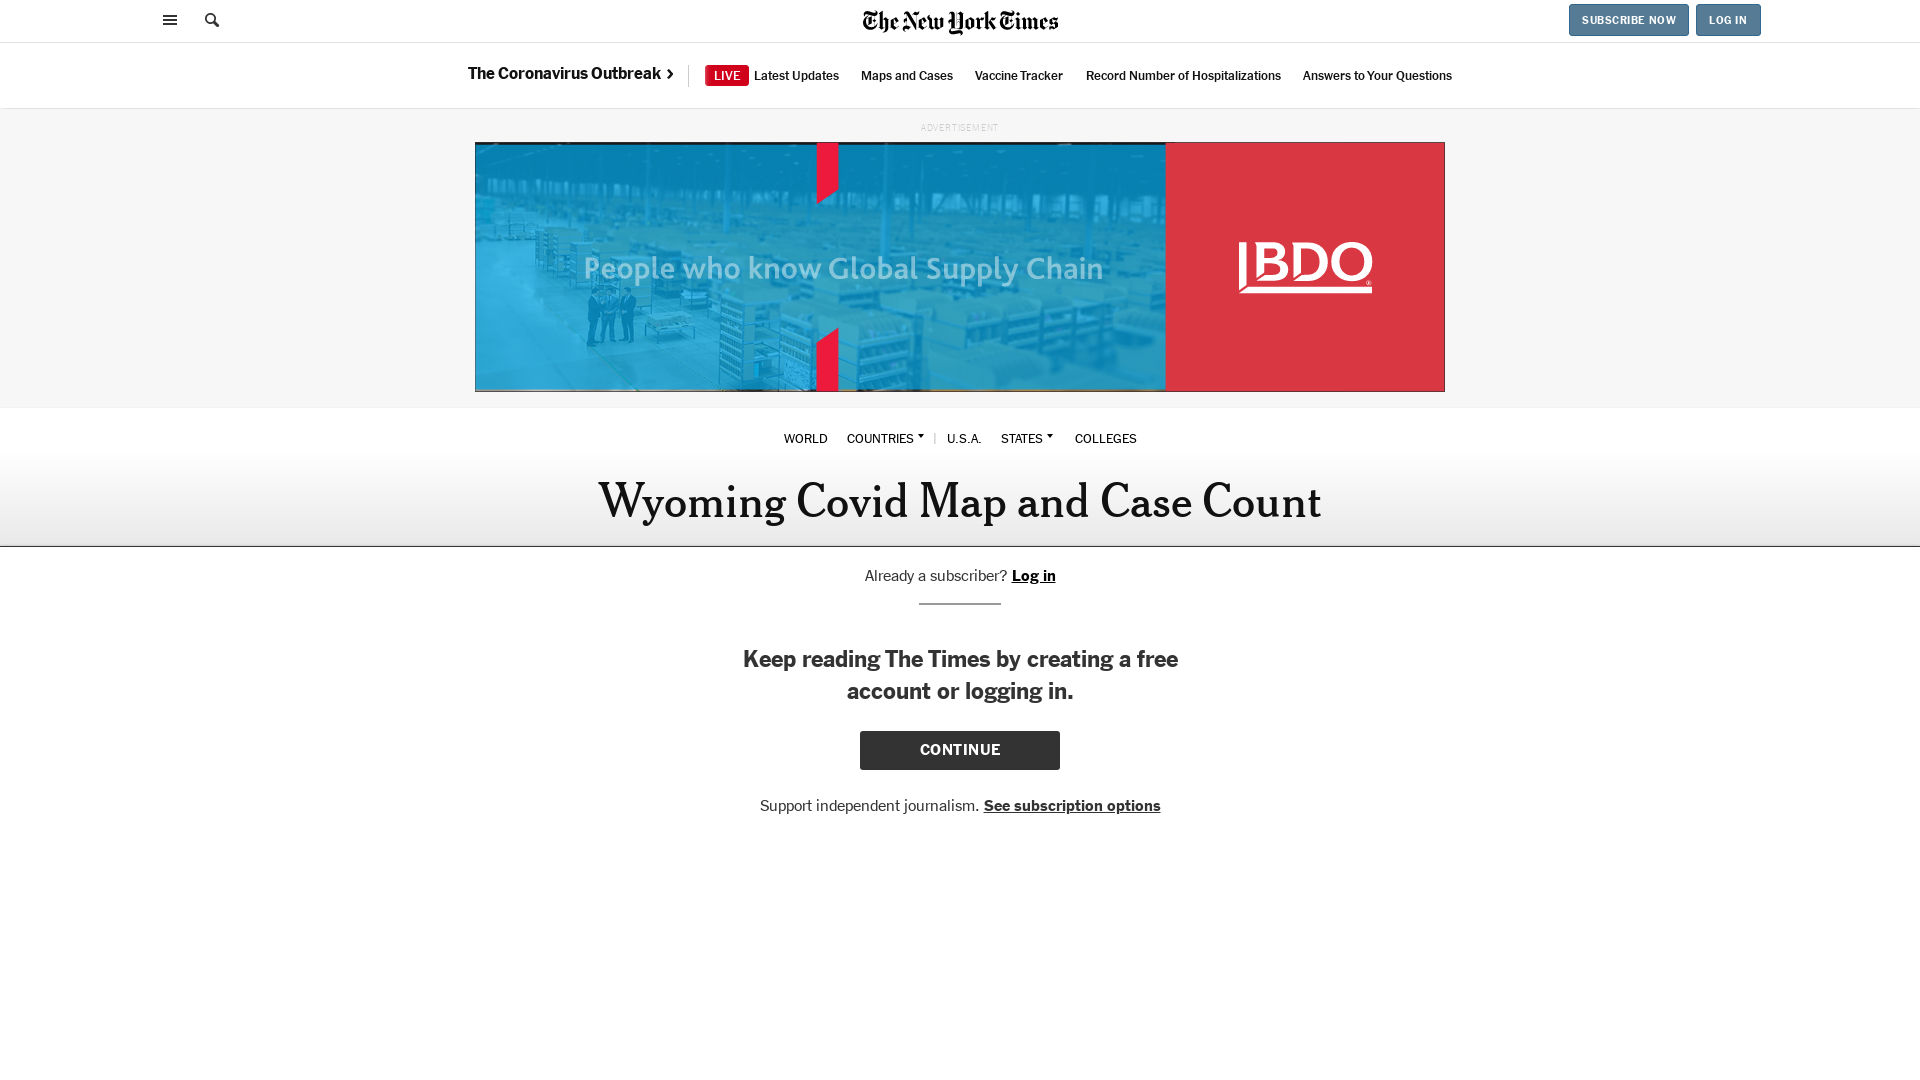 The New York Times
SUBSCRIBE NOW
LOG IN
The Coronavirus Outbreak
LIVE Latest Updates
Maps and Cases
Vaccine Tracker
Record Number of Hospitalizations
Answers to Your Questions
ADVERTISEMENT
People who know Global Supply Chain
BDO
WORLD COUNTRIES | U.S.A. STATES COLLEGES
Wyoming Covid Map and Case Count
Already a subscriber? Log in
Keep reading The Times by creating a free
account or logging in.
CONTINUE
Support independent journalism. See subscription options